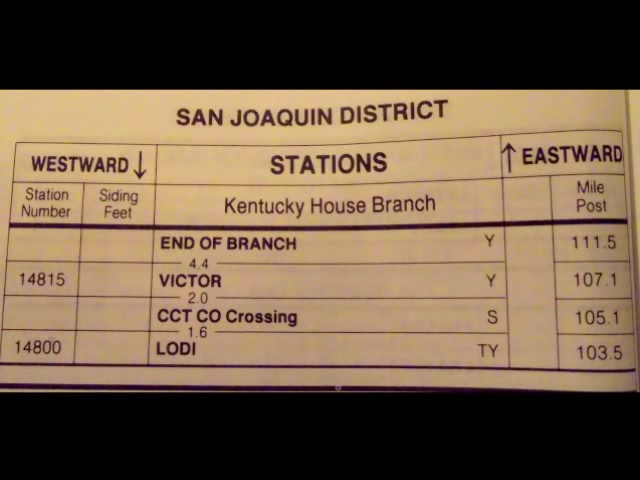 SAN JOAQUIN DISTRICT
WESTWARD ↓ STATIONS ↑ EASTWARD
Station Number Siding Feet Kentucky House Branch Mile Post
END OF BRANCH Y 111.5
4.4
14815 VICTOR Y 107.1
2.0
CCT CO Crossing S 105.1
1.6
14800 LODI TY 103.5